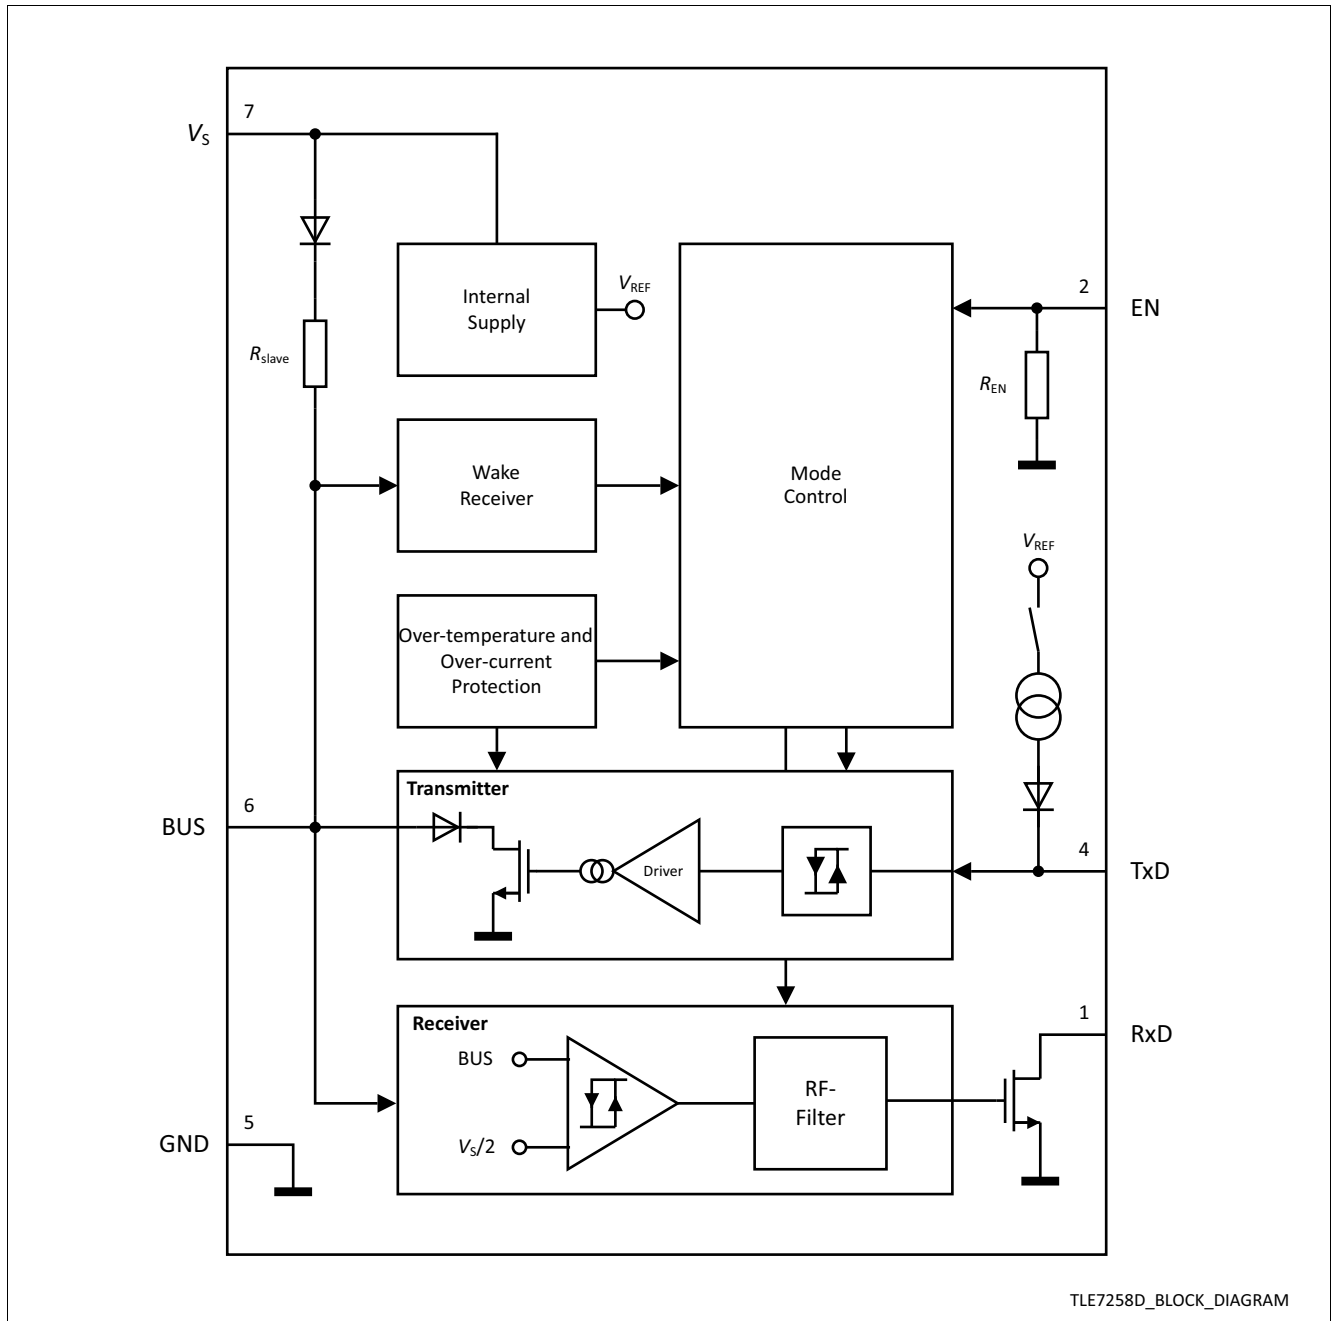 7
VS
Internal
Supply
VREF
2
EN
Rslave
REN
Wake
Receiver
Mode
Control
VREF
Over-temperature and
Over-current
Protection
Transmitter
6
BUS
Driver
4
TxD
Receiver
1
RxD
BUS
RF-
Filter
5
GND
VS/2
TLE7258D_BLOCK_DIAGRAM